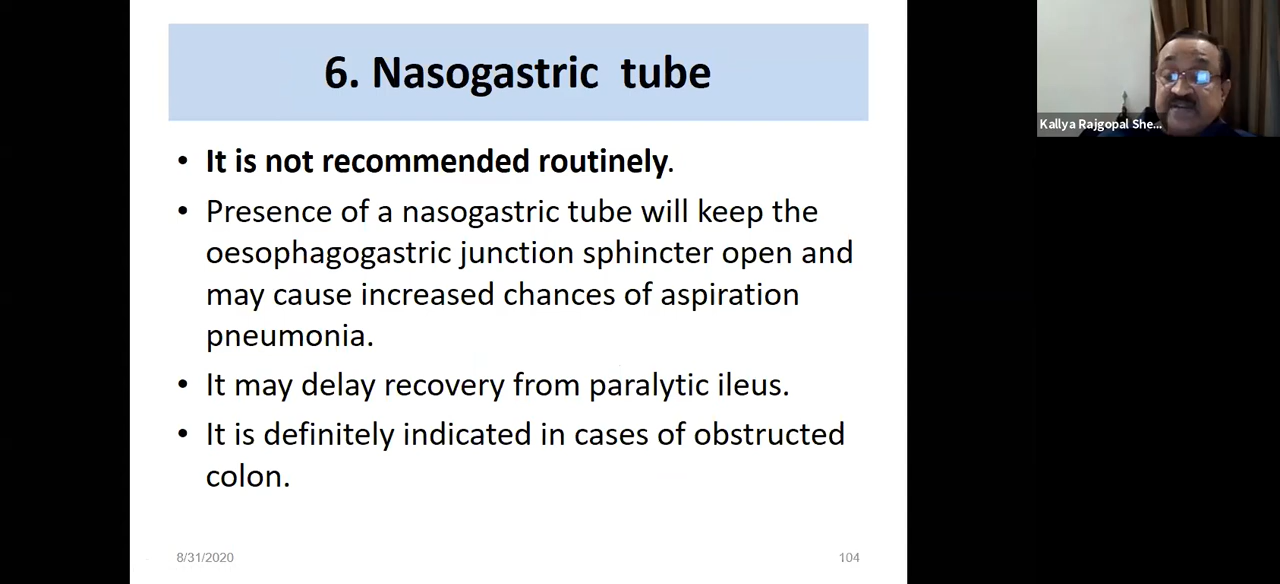 6. Nasogastric tube
• It is not recommended routinely.
• Presence of a nasogastric tube will keep the
oesophagogastric junction sphincter open and
may cause increased chances of aspiration
pneumonia.
• It may delay recovery from paralytic ileus.
• It is definitely indicated in cases of obstructed
colon.
8/31/2020
104
Kallya Rajgopal She...